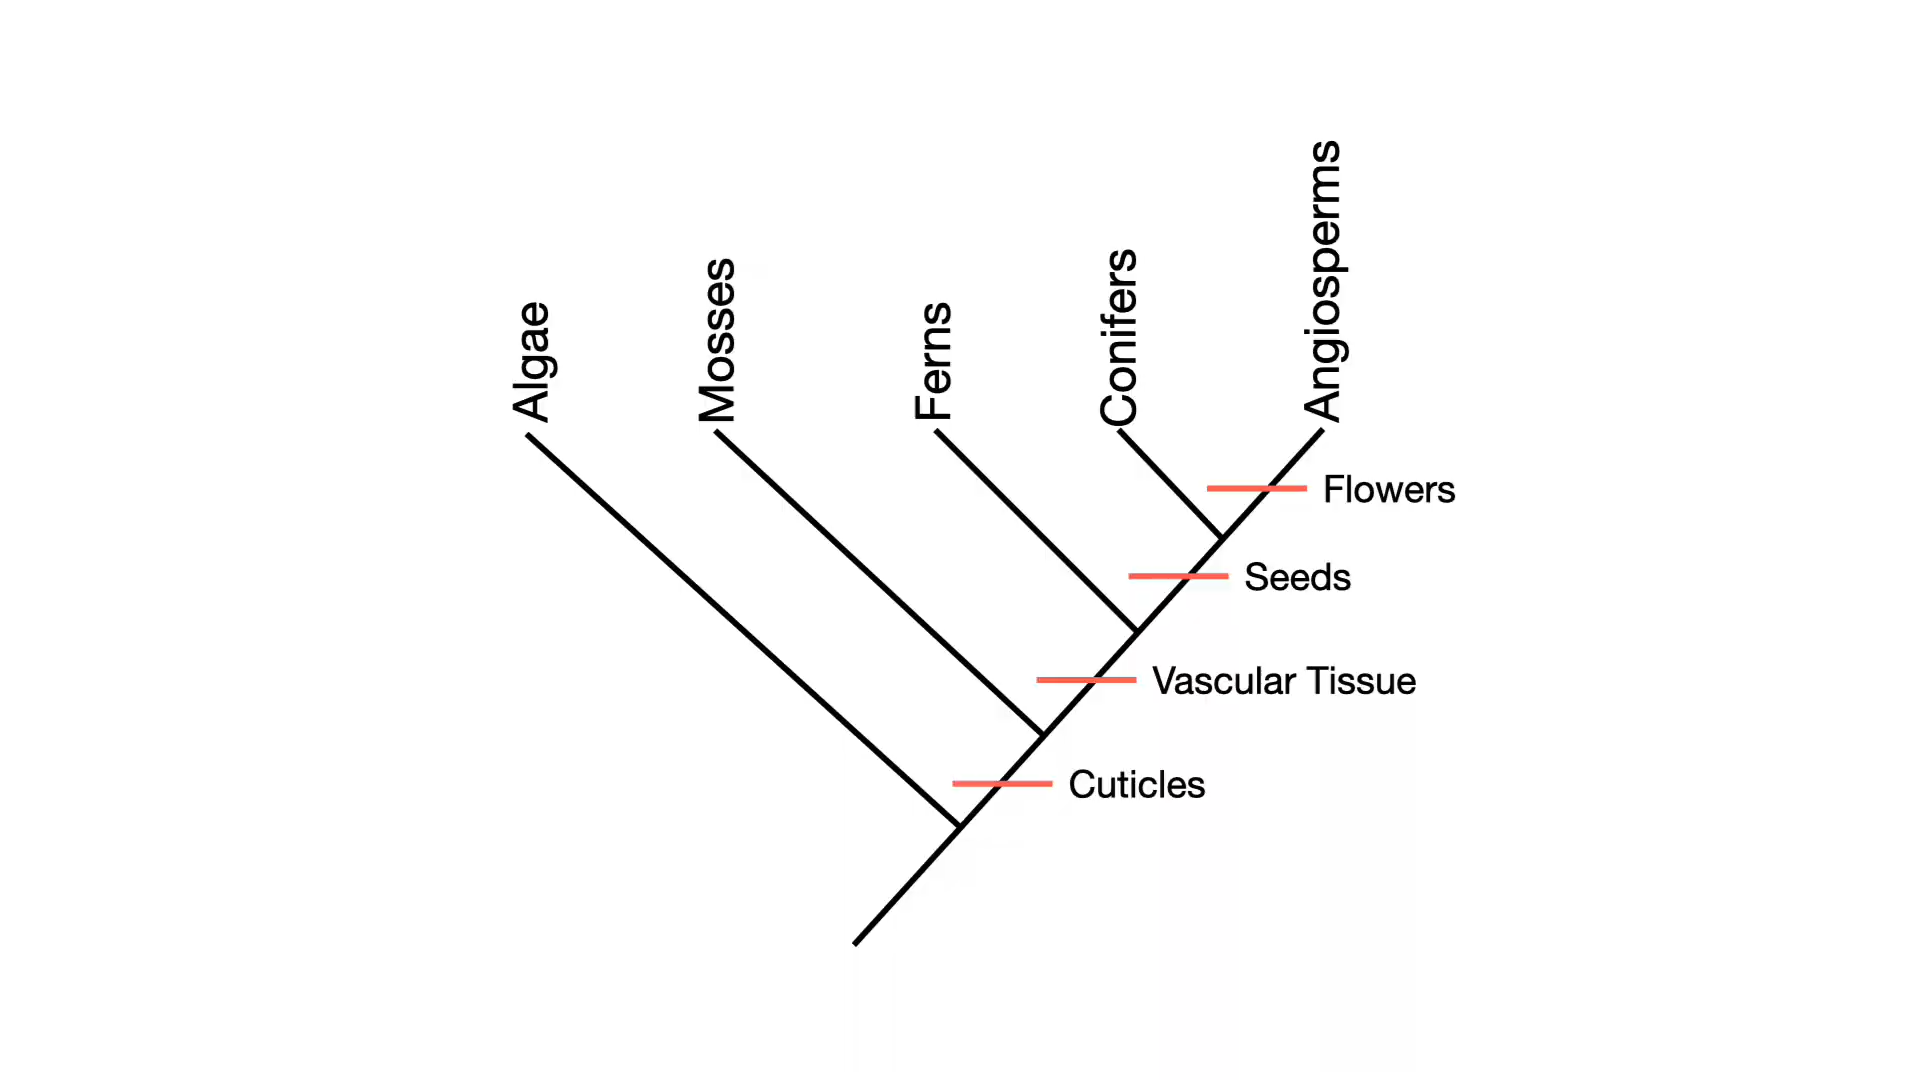 Algae
Mosses
Ferns
Conifers
Angiosperms
Flowers
Seeds
Vascular Tissue
Cuticles